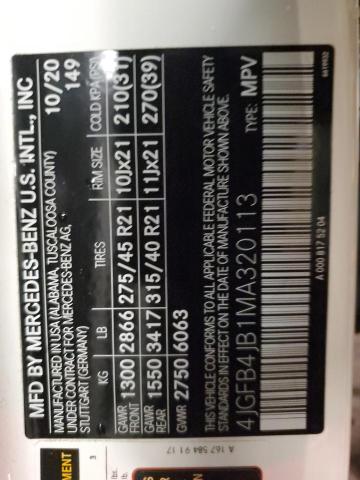 MFD BY MERCEDES-BENZ U.S. INTL., INC
MANUFACTURED IN USA (ALABAMA, TUSCALOOSA COUNTY) 10/20
UNDER CONTRACT FOR MERCEDES-BENZ AG, 149
STUTTGART (GERMANY)
KG LB TIRES RIM SIZE COLD KPA (PSI)
GAWR FRONT 1300 2866 275/45 R21 10Jx21 210(31)
GAWR REAR 1550 3417 315/40 R21 11Jx21 270(39)
GVWR 2750 6063
THIS VEHICLE CONFORMS TO ALL APPLICABLE FEDERAL MOTOR VEHICLE SAFETY
STANDARDS IN EFFECT ON THE DATE OF MANUFACTURE SHOWN ABOVE.
4JGFB4JB1MA320113 TYPE: MPV
A 000 817 52 04
A 167 584 91 17
3